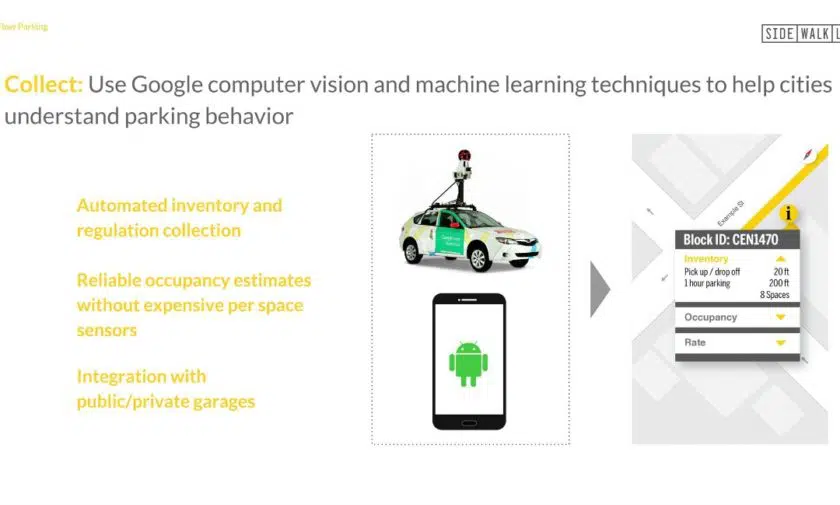 Flow Parking
SIDE WALK L
Collect: Use Google computer vision and machine learning techniques to help cities
understand parking behavior
Automated inventory and
regulation collection
Reliable occupancy estimates
without expensive per space
sensors
Integration with
public/private garages
Example St
i
Block ID: CEN1470
Inventory
Pick up / drop off 20 ft
1 hour parking 200 ft
8 Spaces
Occupancy
Rate